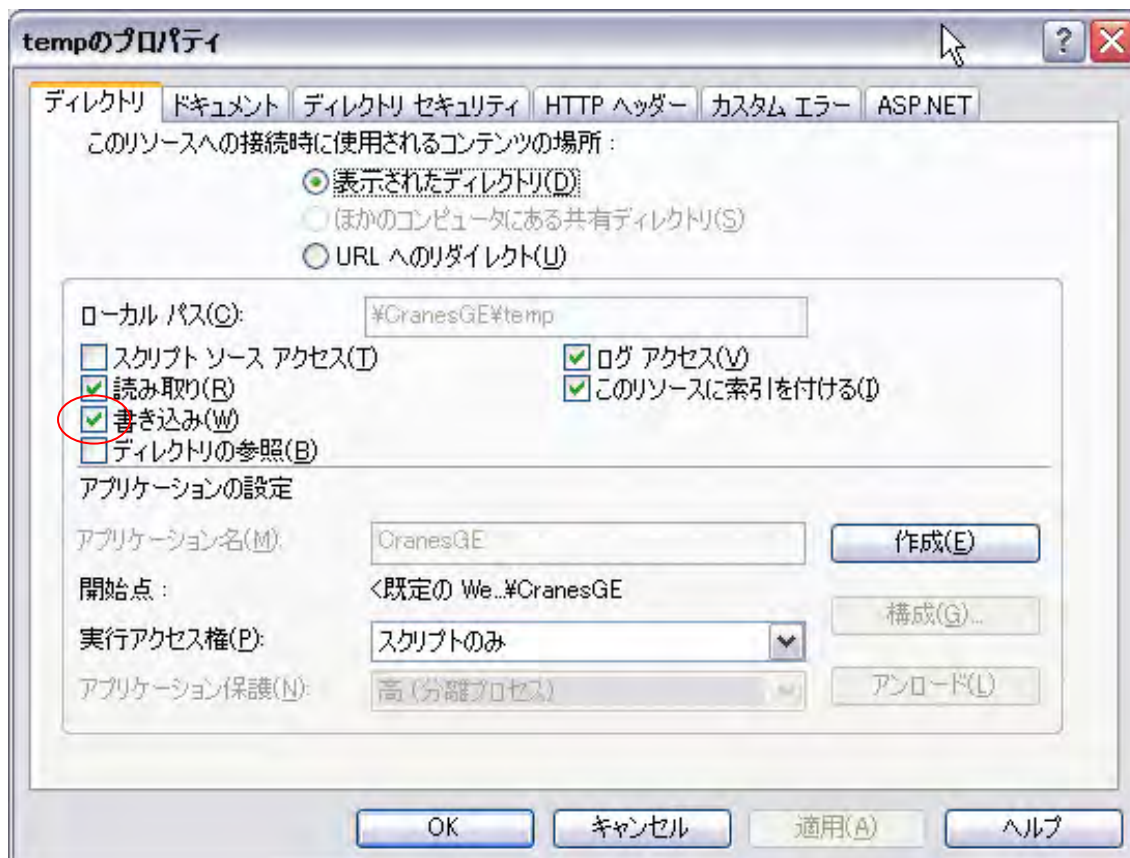 tempのプロパティ
ディレクトリ ドキュメント ディレクトリ セキュリティ HTTP ヘッダー カスタム エラー ASP.NET
このリソースへの接続時に使用されるコンテンツの場所 :
表示されたディレクトリ(D)
ほかのコンピュータにある共有ディレクトリ(S)
URL へのリダイレクト(U)
ローカル パス(C): ¥CranesGE¥temp
スクリプト ソース アクセス(T) ログ アクセス(V)
読み取り(R) このリソースに索引を付ける(I)
書き込み(W)
ディレクトリの参照(B)
アプリケーションの設定
アプリケーション名(M): CranesGE 作成(E)
開始点 : <既定の We..¥CranesGE
構成(G)...
実行アクセス権(P): スクリプトのみ
アプリケーション保護(N): 高 (分離プロセス) アンロード(L)
OK キャンセル 適用(A) ヘルプ